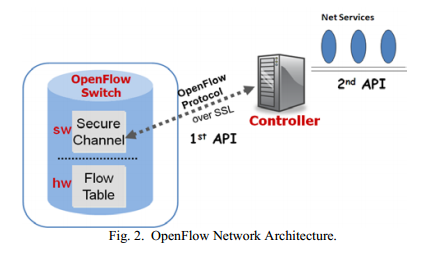 Net Services
2nd API
OpenFlow
Switch
OpenFlow
Protocol
over SSL
1st API
Controller
sw
Secure
Channel
hw
Flow
Table
Fig. 2. OpenFlow Network Architecture.